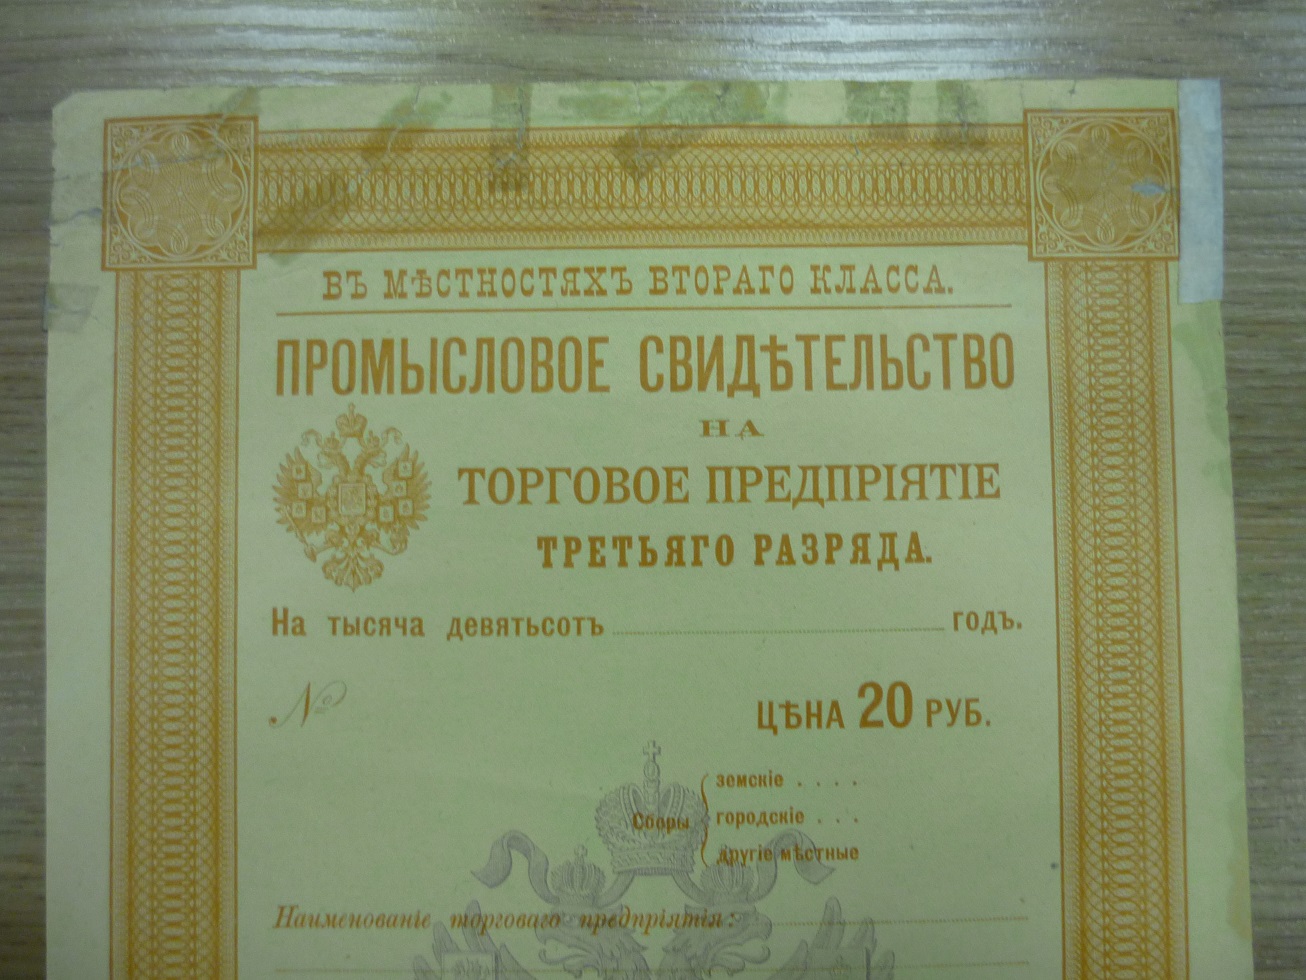 ВЪ МѢСТНОСТЯХЪ ВТОРАГО КЛАССА.
ПРОМЫСЛОВОЕ СВИДѢТЕЛЬСТВО
НА
ТОРГОВОЕ ПРЕДПРІЯТІЕ
ТРЕТЬЯГО РАЗРЯДА.
На тысяча девятьсотъ годъ.
№
ЦѢНА 20 РУБ.
земскіе . . . .
Сборы городскіе . . .
другіе мѣстные
Наименованіе торговаго предпріятія: